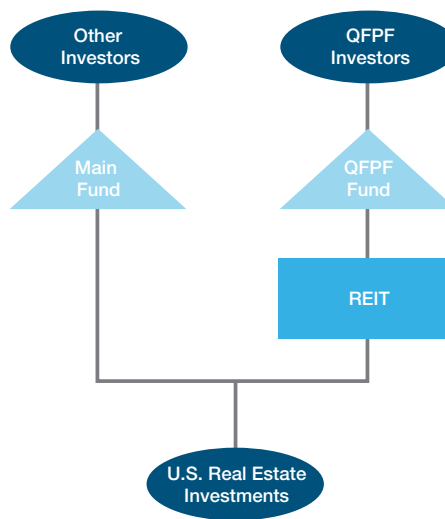 Other
Investors
QFPF
Investors
Main
Fund
QFPF
Fund
REIT
U.S. Real Estate
Investments